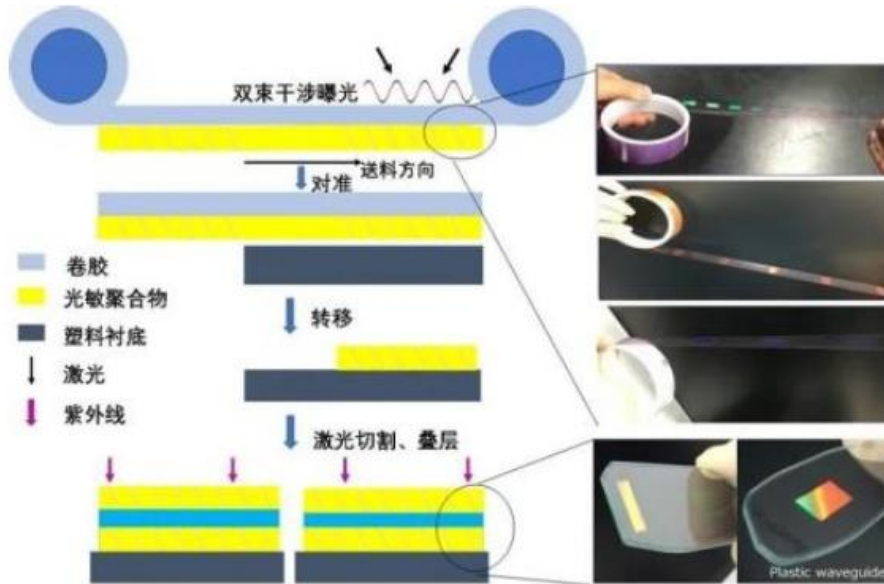 双束干涉曝光
送料方向
对准
卷胶
光敏聚合物
塑料衬底
激光
紫外线
转移
激光切割、叠层
Plastic waveguide